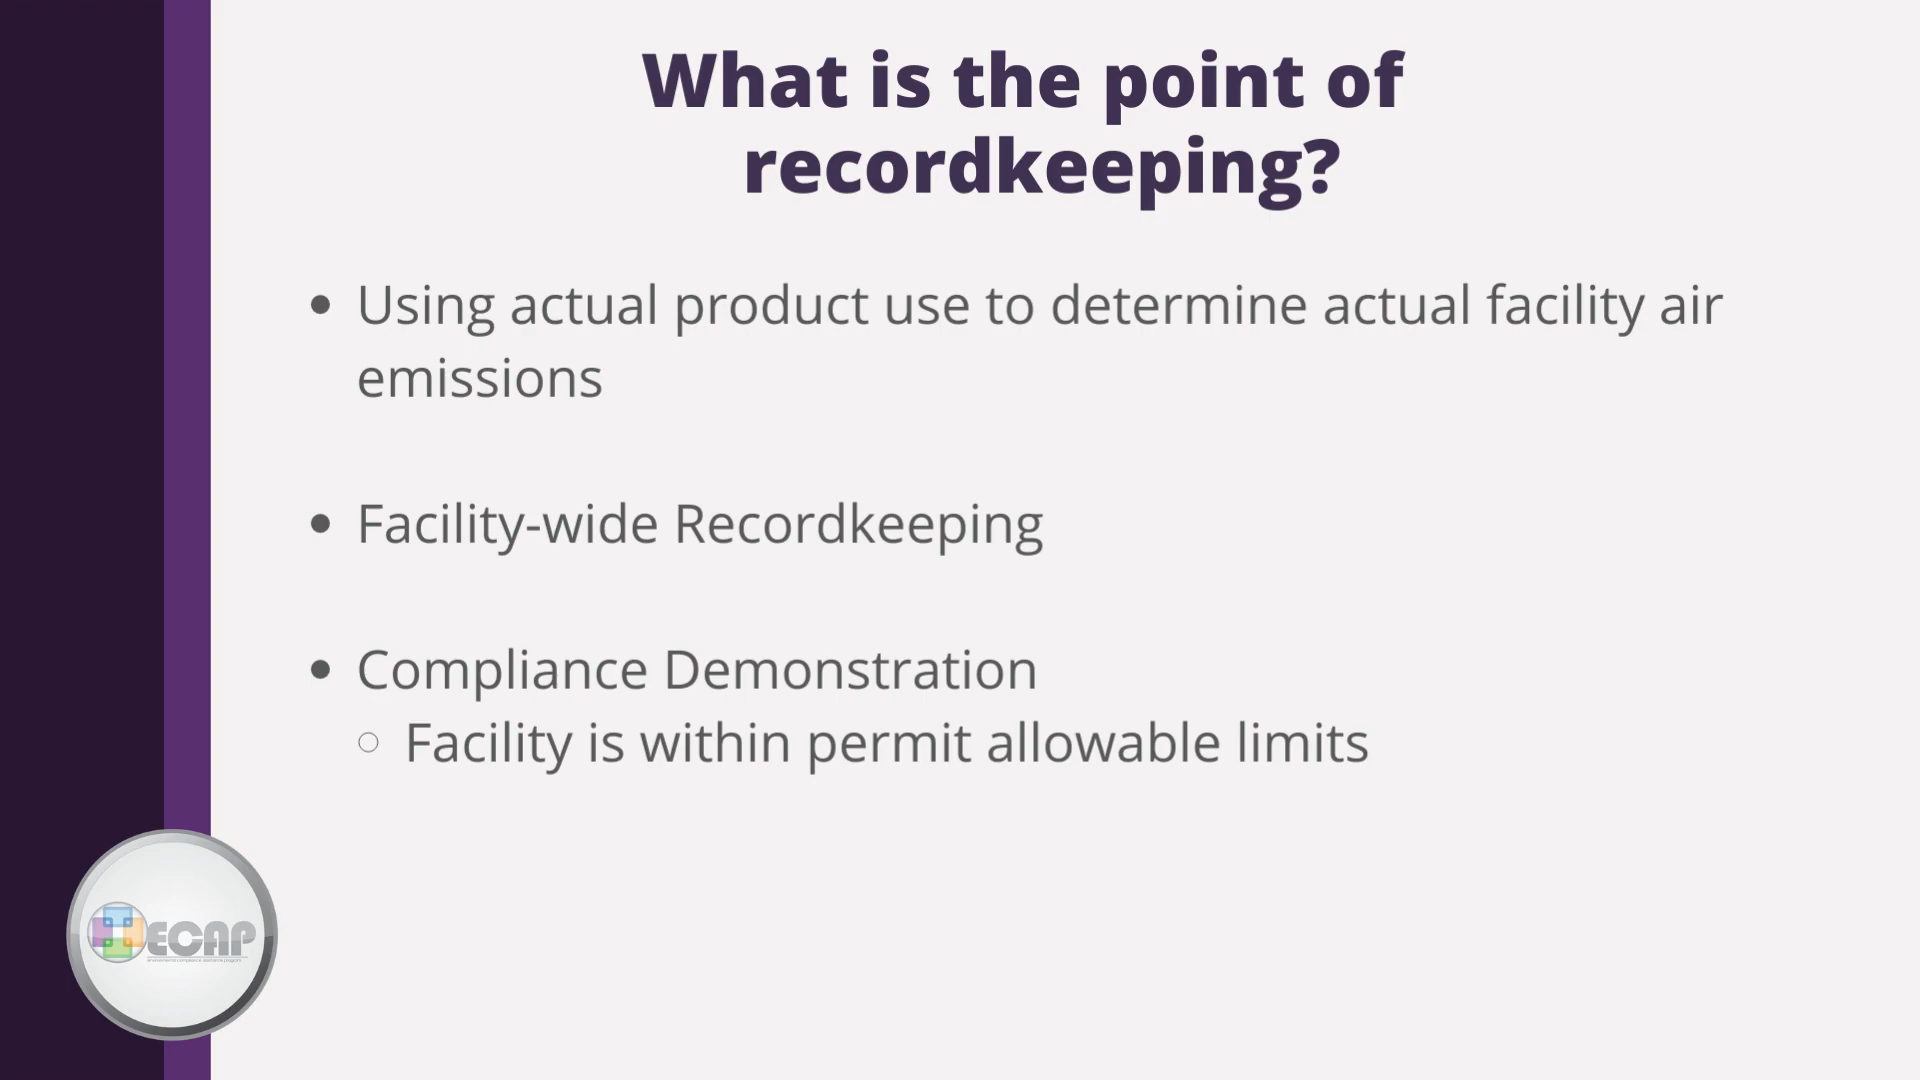 What is the point of
recordkeeping?
• Using actual product use to determine actual facility air
emissions
• Facility-wide Recordkeeping
• Compliance Demonstration
○ Facility is within permit allowable limits
ECAP